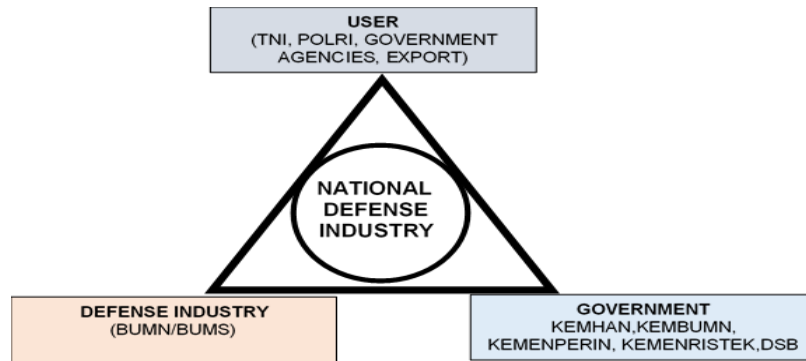 USER
(TNI, POLRI, GOVERNMENT
AGENCIES, EXPORT)
NATIONAL
DEFENSE
INDUSTRY
DEFENSE INDUSTRY
(BUMN/BUMS)
GOVERNMENT
KEMHAN,KEMBUMN,
KEMENPERIN, KEMENRISTEK,DSB